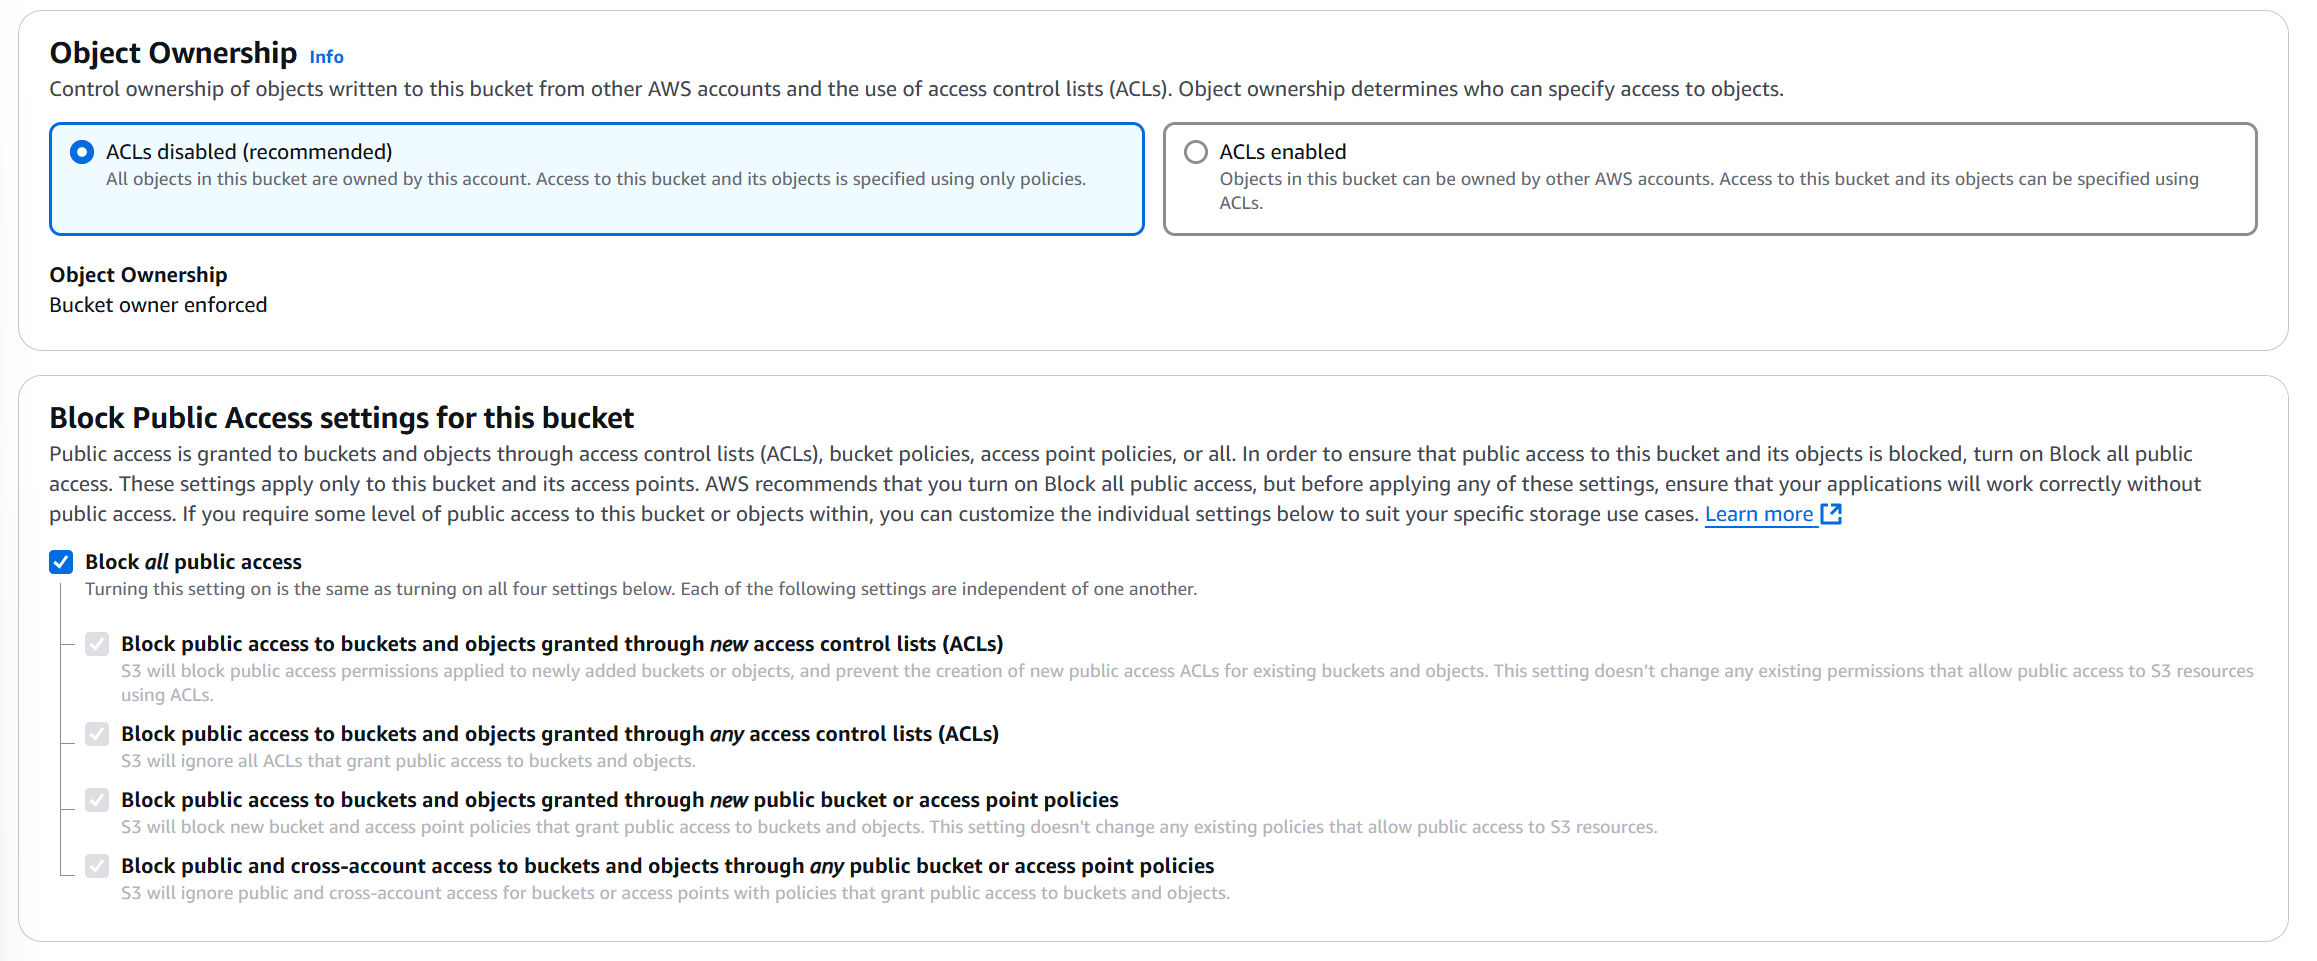 Object Ownership Info
Control ownership of objects written to this bucket from other AWS accounts and the use of access control lists (ACLs). Object ownership determines who can specify access to objects.
ACLs disabled (recommended)
All objects in this bucket are owned by this account. Access to this bucket and its objects is specified using only policies.
ACLs enabled
Objects in this bucket can be owned by other AWS accounts. Access to this bucket and its objects can be specified using
ACLs.
Object Ownership
Bucket owner enforced
Block Public Access settings for this bucket
Public access is granted to buckets and objects through access control lists (ACLs), bucket policies, access point policies, or all. In order to ensure that public access to this bucket and its objects is blocked, turn on Block all public
access. These settings apply only to this bucket and its access points. AWS recommends that you turn on Block all public access, but before applying any of these settings, ensure that your applications will work correctly without
public access. If you require some level of public access to this bucket or objects within, you can customize the individual settings below to suit your specific storage use cases. Learn more
Block all public access
Turning this setting on is the same as turning on all four settings below. Each of the following settings are independent of one another.
Block public access to buckets and objects granted through new access control lists (ACLs)
S3 will block public access permissions applied to newly added buckets or objects, and prevent the creation of new public access ACLs for existing buckets and objects. This setting doesn’t change any existing permissions that allow public access to S3 resources
using ACLs.
Block public access to buckets and objects granted through any access control lists (ACLs)
S3 will ignore all ACLs that grant public access to buckets and objects.
Block public access to buckets and objects granted through new public bucket or access point policies
S3 will block new bucket and access point policies that grant public access to buckets and objects. This setting doesn't change any existing policies that allow public access to S3 resources.
Block public and cross-account access to buckets and objects through any public bucket or access point policies
S3 will ignore public and cross-account access for buckets or access points with policies that grant public access to buckets and objects.